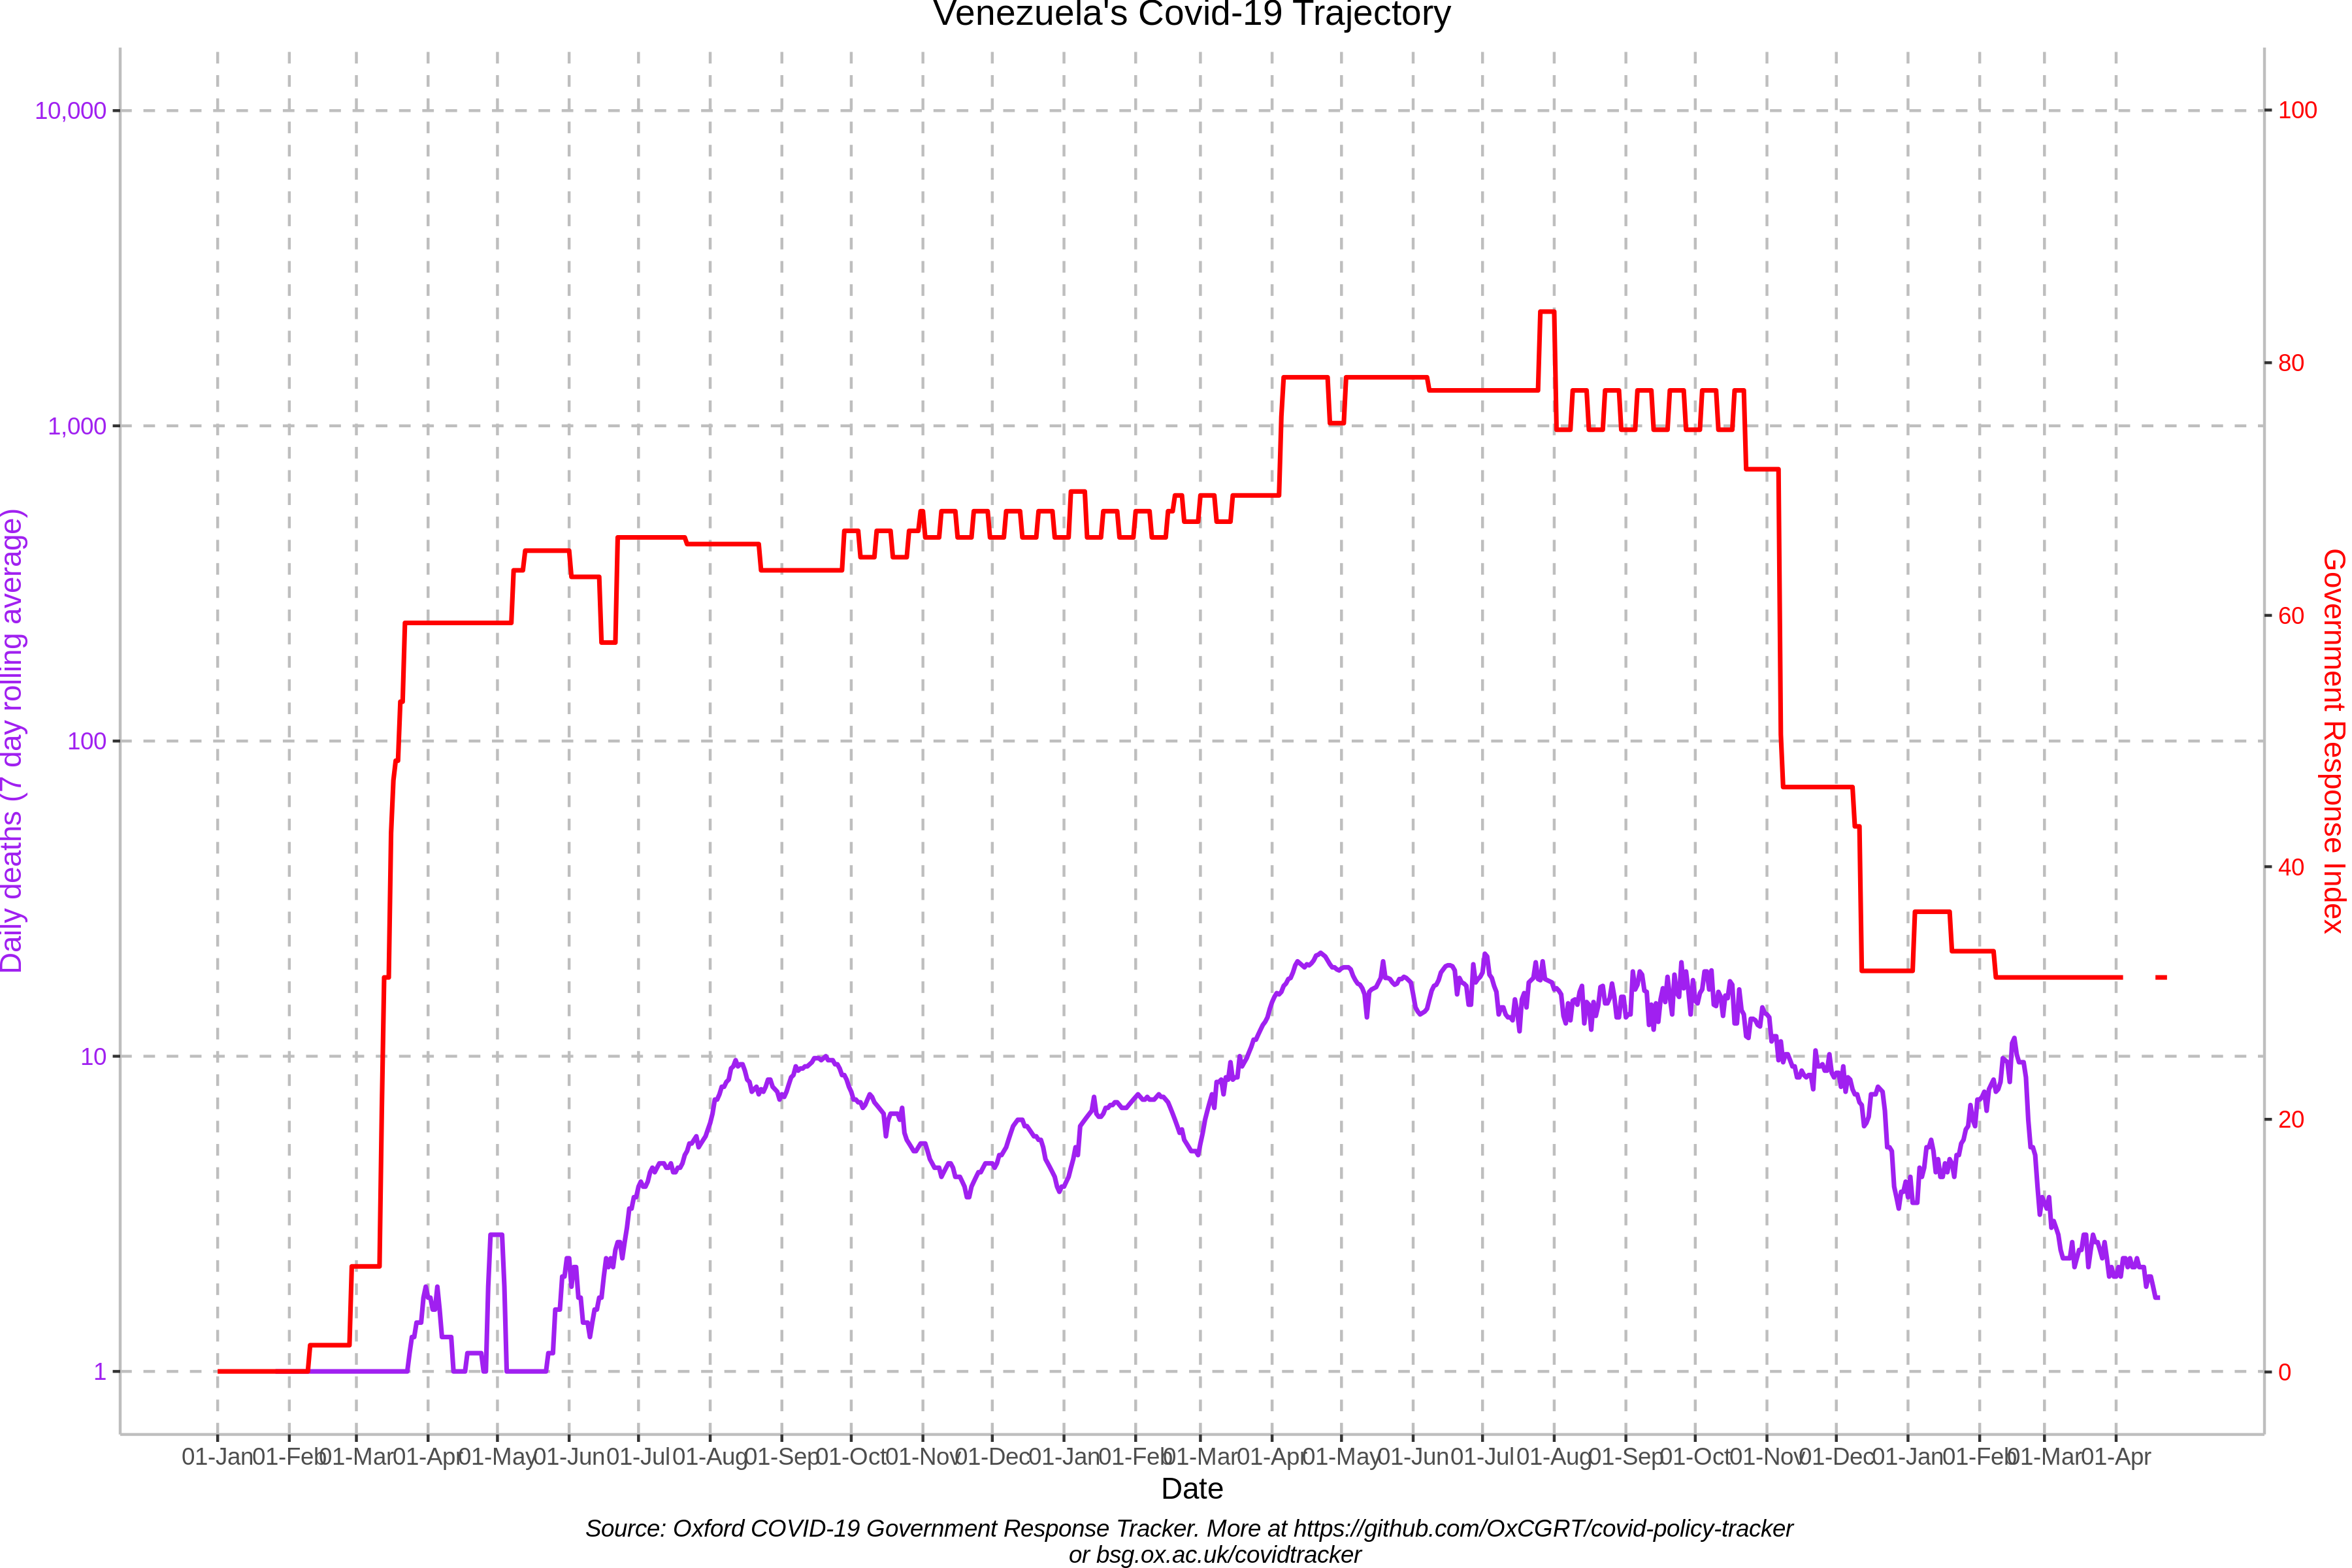 Venezuela's Covid-19 Trajectory
Daily deaths (7 day rolling average)
10,000
1,000
100
10
1
100
80
60
40
20
0
Government Response Index
01-Jan 01-Feb 01-Mar 01-Apr 01-May 01-Jun 01-Jul 01-Aug 01-Sep 01-Oct 01-Nov 01-Dec 01-Jan 01-Feb 01-Mar 01-Apr 01-May 01-Jun 01-Jul 01-Aug 01-Sep 01-Oct 01-Nov 01-Dec 01-Jan 01-Feb 01-Mar 01-Apr
Date
Source: Oxford COVID-19 Government Response Tracker. More at https://github.com/OxCGRT/covid-policy-tracker
or bsg.ox.ac.uk/covidtracker